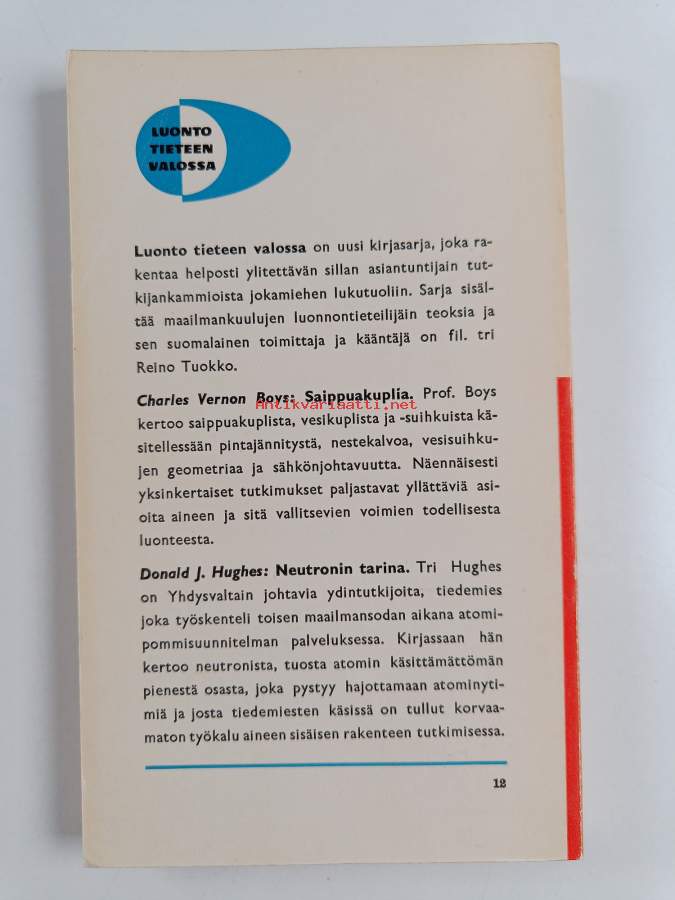 LUONTO
TIETEEN
VALOSSA
Luonto tieteen valossa on uusi kirjasarja, joka ra-
kentaa helposti ylitettävän sillan asiantuntijain tut-
kijankammioista jokamiehen lukutuoliin. Sarja sisäl-
tää maailmankuulujen luonnontieteilijäin teoksia ja
sen suomalainen toimittaja ja kääntäjä on fil. tri
Reino Tuokko.
Charles Vernon Boys: Saippuakuplia. Prof. Boys
Antikvariaatti.net
kertoo saippuakuplista, vesikuplista ja -suihkuista kä-
sitellessään pintajännitystä, nestekalvoa, vesisuihku-
jen geometriaa ja sähkönjohtavuutta. Näennäisesti
yksinkertaiset tutkimukset paljastavat yllättäviä asi-
oita aineen ja sitä vallitsevien voimien todellisesta
luonteesta.
Donald J. Hughes: Neutronin tarina. Tri Hughes
on Yhdysvaltain johtavia ydintutkijoita, tiedemies
joka työskenteli toisen maailmansodan aikana atomi-
pommisuunnitelman palveluksessa. Kirjassaan hän
kertoo neutronista, tuosta atomin käsittämättömän
pienestä osasta, joka pystyy hajottamaan atominyti-
miä ja josta tiedemiesten käsissä on tullut korvaa-
maton työkalu aineen sisäisen rakenteen tutkimisessa.
12